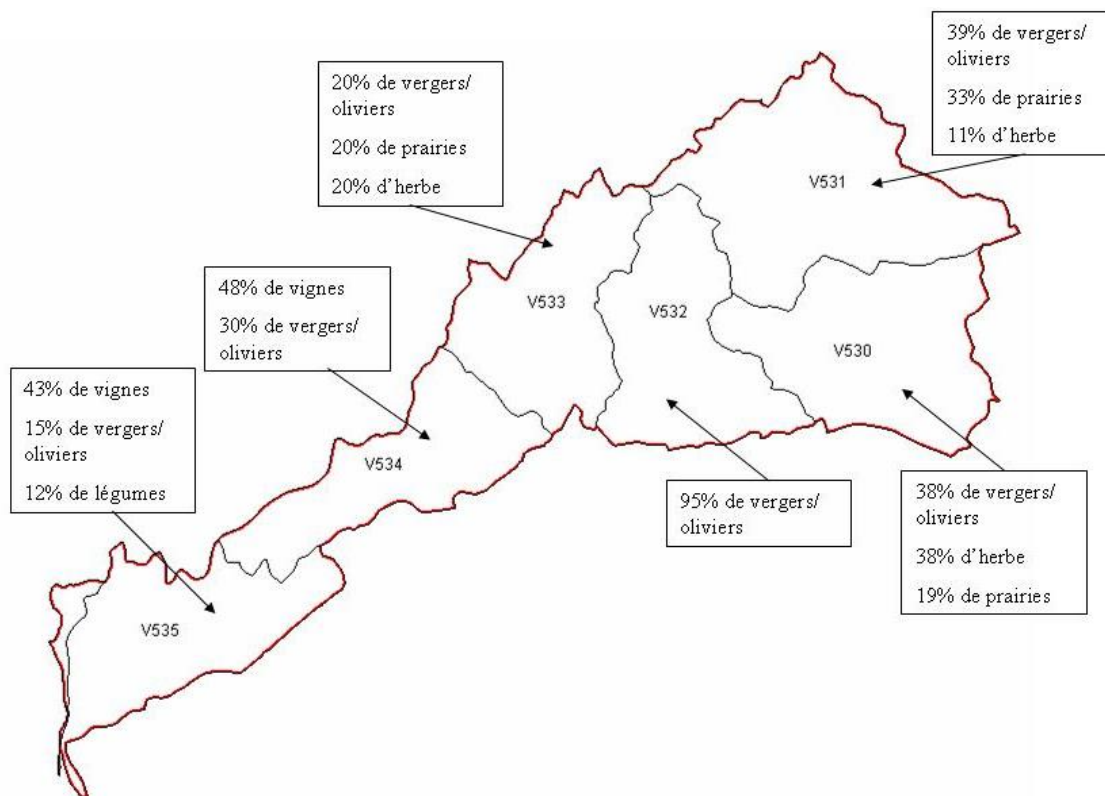 39% de vergers/
oliviers
33% de prairies
11% d'herbe
20% de vergers/
oliviers
20% de prairies
20% d'herbe
V531
48% de vignes
30% de vergers/
oliviers
V533
V532
V530
43% de vignes
15% de vergers/
oliviers
12% de légumes
V534
95% de vergers/
oliviers
38% de vergers/
oliviers
38% d'herbe
19% de prairies
V535